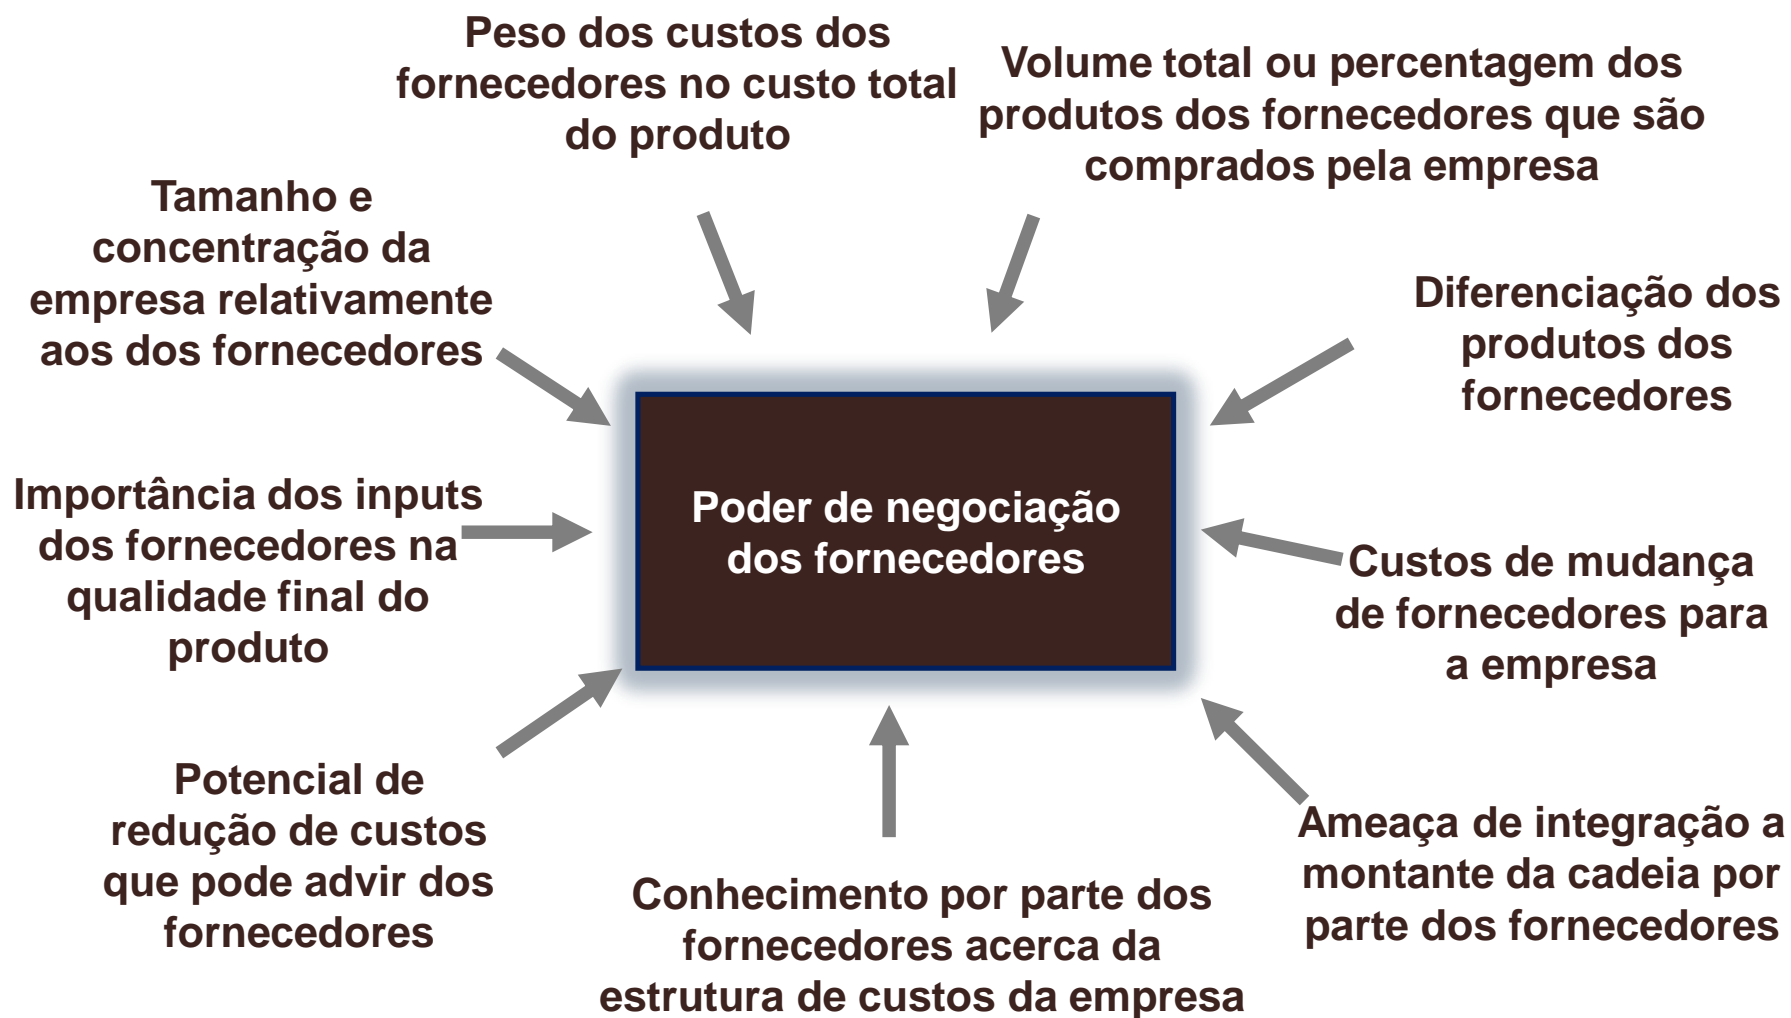 Peso dos custos dos
fornecedores no custo total
do produto
Volume total ou percentagem dos
produtos dos fornecedores que são
comprados pela empresa
Tamanho e
concentração da
empresa relativamente
aos dos fornecedores
Diferenciação dos
produtos dos
fornecedores
Importância dos inputs
dos fornecedores na
qualidade final do
produto
Poder de negociação
dos fornecedores
Custos de mudança
de fornecedores para
a empresa
Potencial de
redução de custos
que pode advir dos
fornecedores
Conhecimento por parte dos
fornecedores acerca da
estrutura de custos da empresa
Ameaça de integração a
montante da cadeia por
parte dos fornecedores